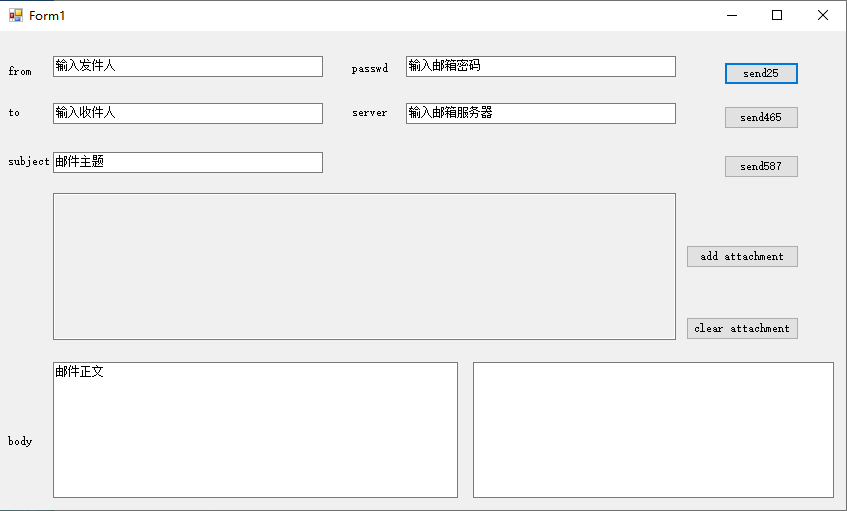 Form1
from
输入发件人
passwd
输入邮箱密码
send25
to
输入收件人
server
输入邮箱服务器
send465
subject
邮件主题
send587
add attachment
clear attachment
邮件正文
body